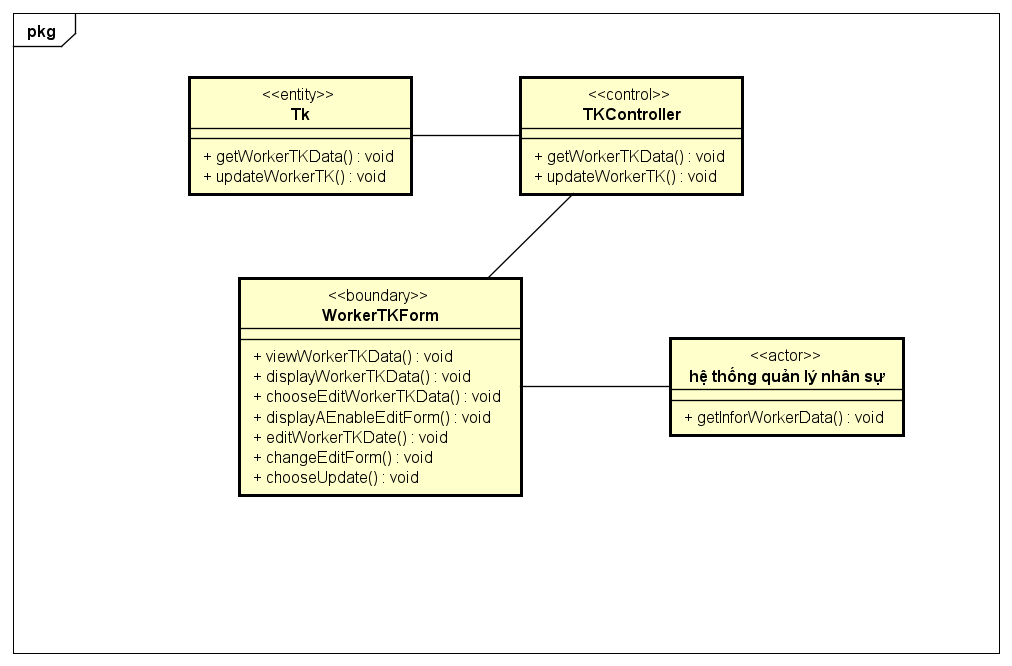 pkg
<<entity>>
Tk
+ getWorkerTKData() : void
+ updateWorkerTK() : void
<<control>>
TKController
+ getWorkerTKData() : void
+ updateWorkerTK() : void
<<boundary>>
WorkerTKForm
+ viewWorkerTKData() : void
+ displayWorkerTKData() : void
+ chooseEditWorkerTKData() : void
+ displayAEnableEditForm() : void
+ editWorkerTKDate() : void
+ changeEditForm() : void
+ chooseUpdate() : void
<<actor>>
hệ thống quản lý nhân sự
+ getInforWorkerData() : void